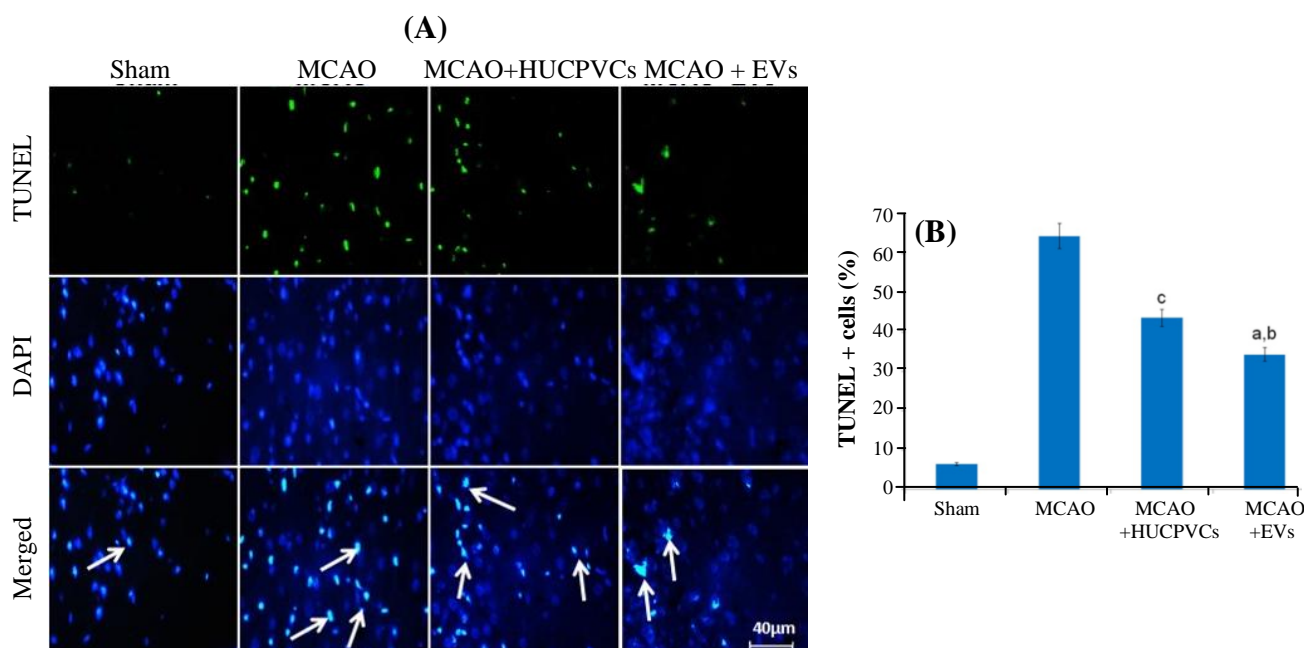 (A)
Sham MCAO MCAO+HUCPVCs MCAO + EVs
TUNEL
DAPI
Merged
40µm
(B)
TUNEL + cells (%)
70
60
50
40
30
20
10
0
c
a,b
Sham MCAO MCAO MCAO
+HUCPVCs +EVs